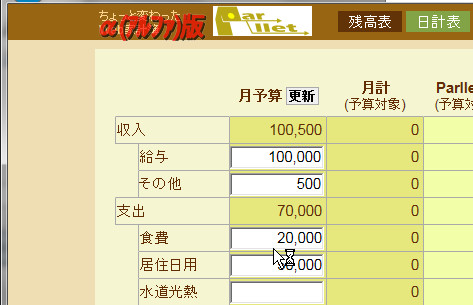 ちょーと変わった
α(アルファ)版
Parllet
残高表
日計表
月予算 更新
月計
(予算対象)
Parlle
(予算対
収入 100,500 0
給与 100,000 0
その他 500 0
支出 70,000 0
食費 20,000 0
居住日用 0,000 0
水道光熱 0